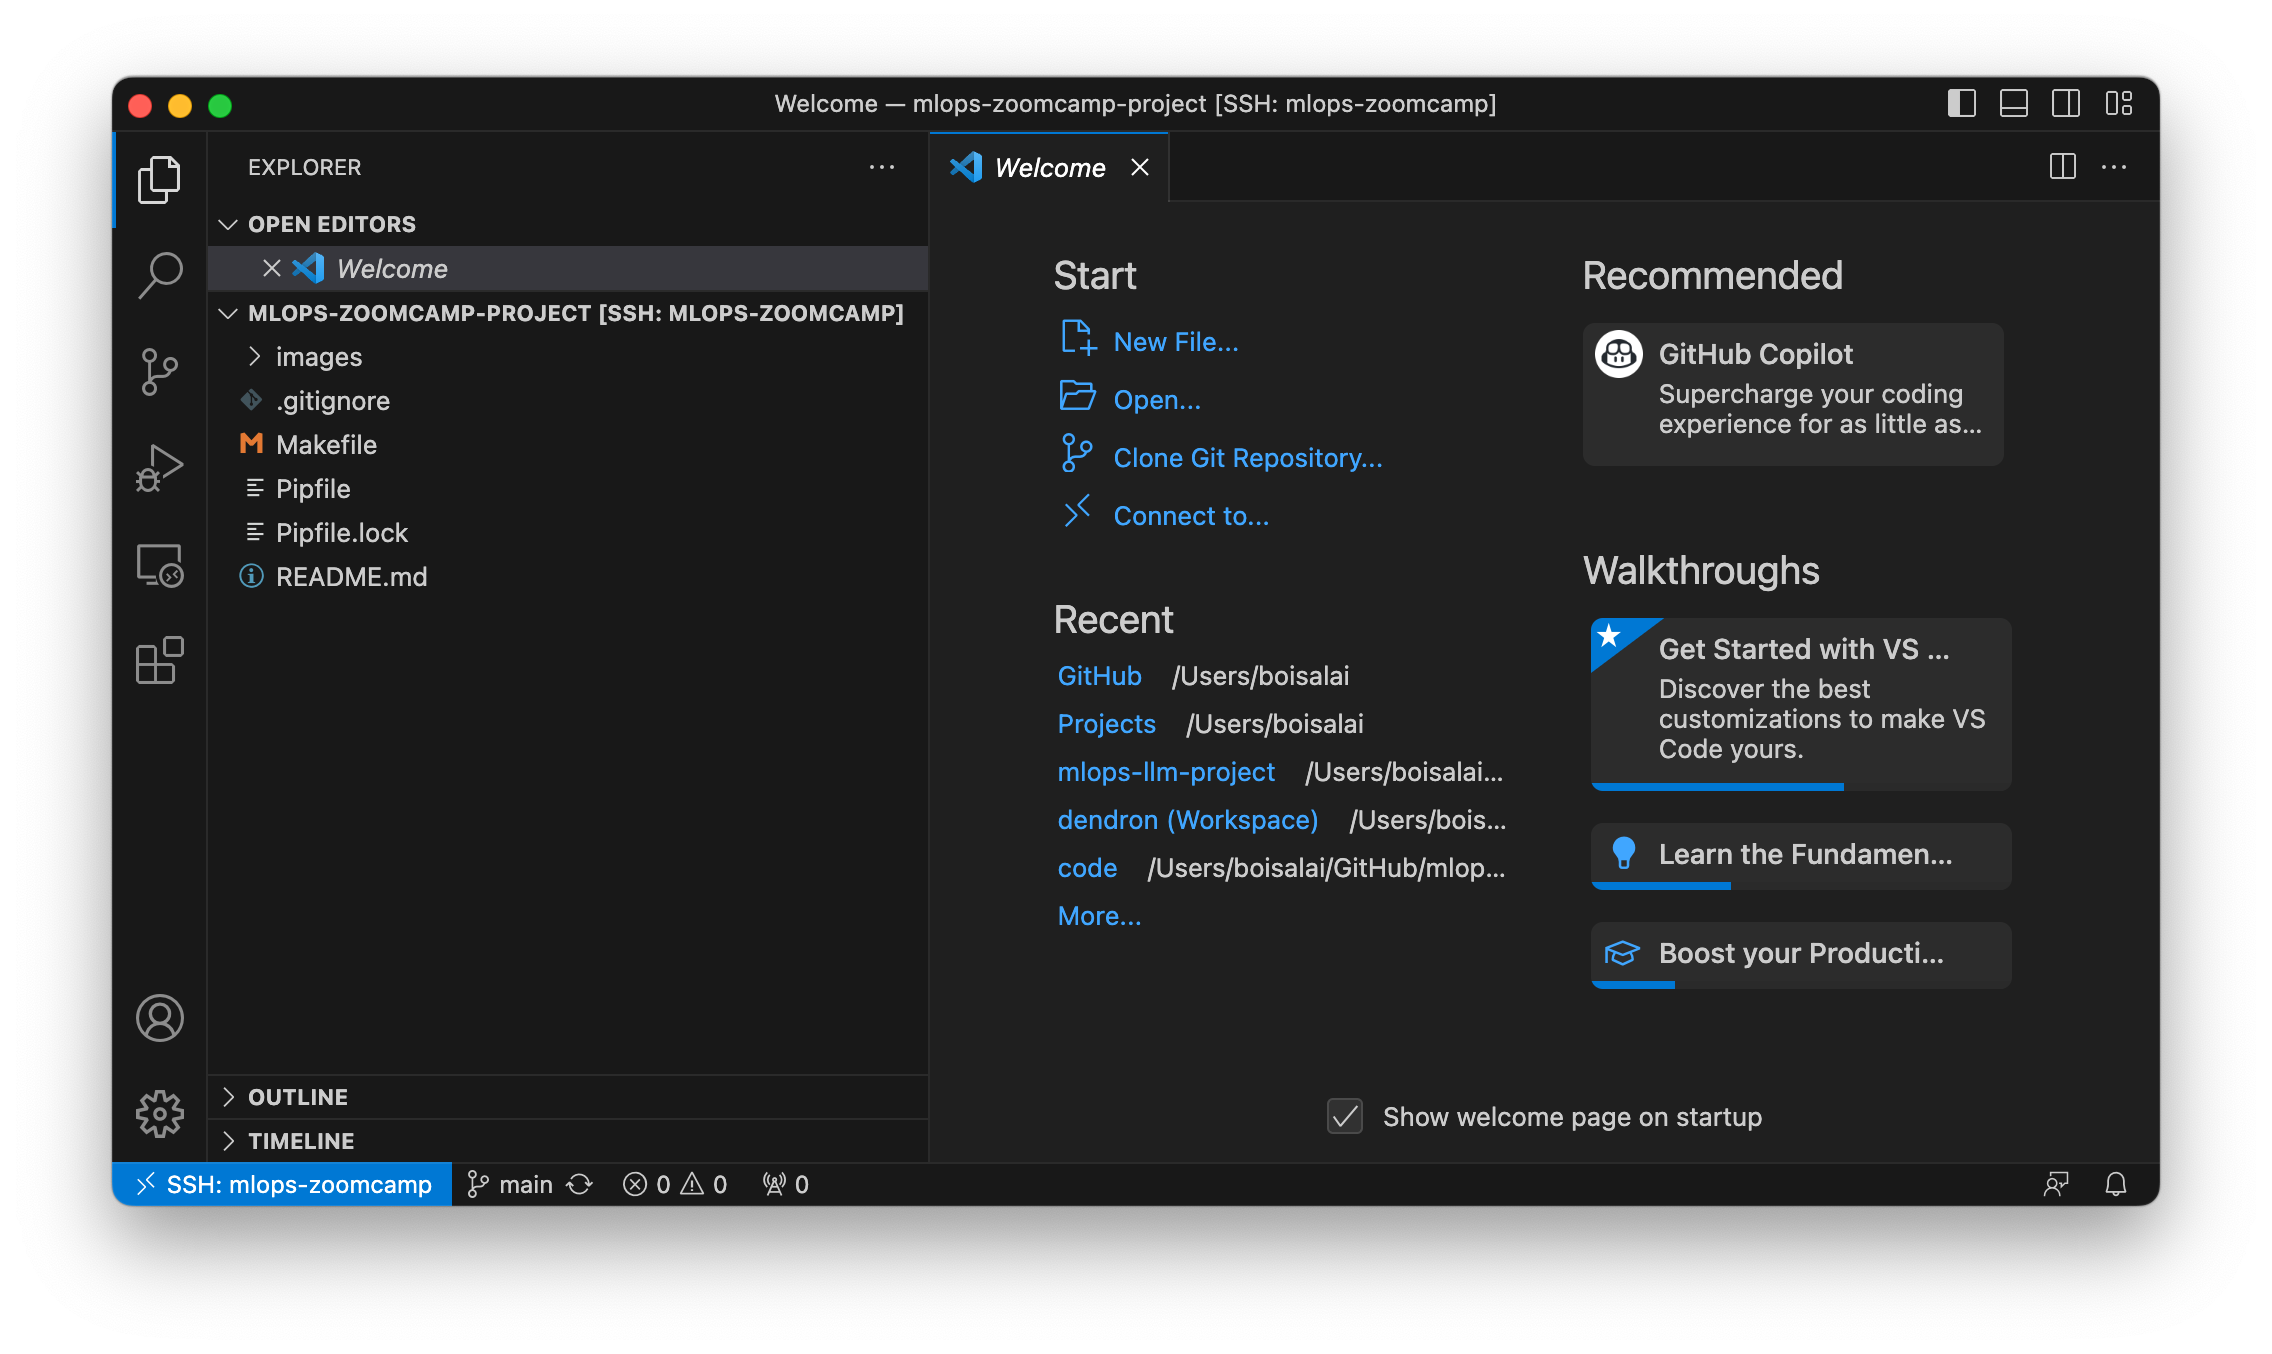 Welcome — mlops-zoomcamp-project [SSH: mlops-zoomcamp]
EXPLORER
OPEN EDITORS
Welcome
MLOPS-ZOOMCAMP-PROJECT [SSH: MLOPS-ZOOMCAMP]
images
.gitignore
Makefile
Pipfile
Pipfile.lock
README.md
OUTLINE
TIMELINE
Welcome
Start
New File...
Open...
Clone Git Repository...
Connect to...
Recent
GitHub /Users/boisalai
Projects /Users/boisalai
mlops-llm-project /Users/boisalai...
dendron (Workspace) /Users/bois...
code /Users/boisalai/GitHub/mlop...
More...
Recommended
GitHub Copilot
Supercharge your coding
experience for as little as...
Walkthroughs
Get Started with VS ...
Discover the best
customizations to make VS
Code yours.
Learn the Fundamen...
Boost your Producti...
Show welcome page on startup
SSH: mlops-zoomcamp main 0 0 0